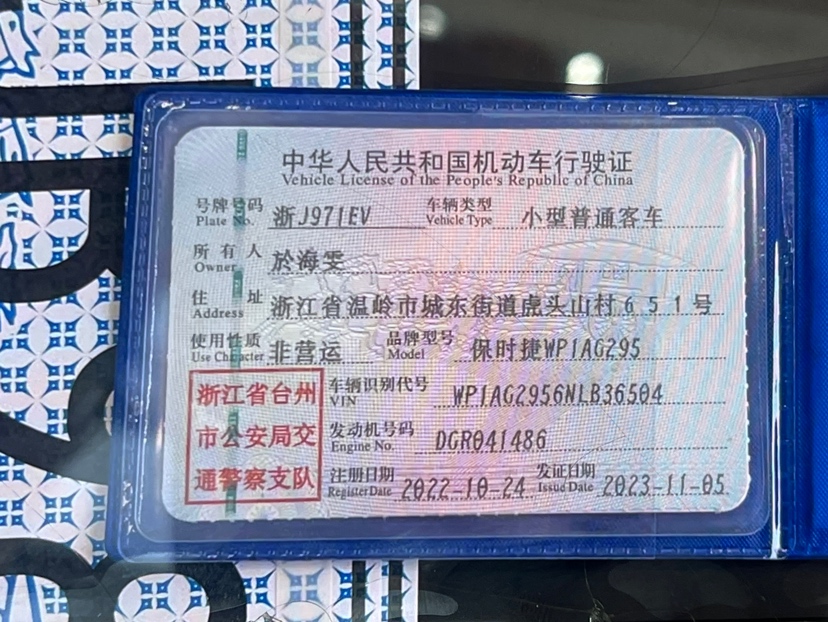 中华人民共和国机动车行驶证
Vehicle License of the People's Republic of China
号牌号码 浙J971EV 车辆类型 小型普通客车
Plate No. Vehicle Type
所有人 於海雯
Owner
住址 浙江省温岭市城东街道虎头山村651号
Address
使用性质 非营运 品牌型号 保时捷WP1AG295
Use Character Model
浙江省台州 车辆识别代号 WP1AG2956NLB36504
VIN
市公安局交 发动机号码 DCR041486
Engine No.
通警察支队 注册日期 2022-10-24 发证日期 2023-11-05
Register Date Issue Date